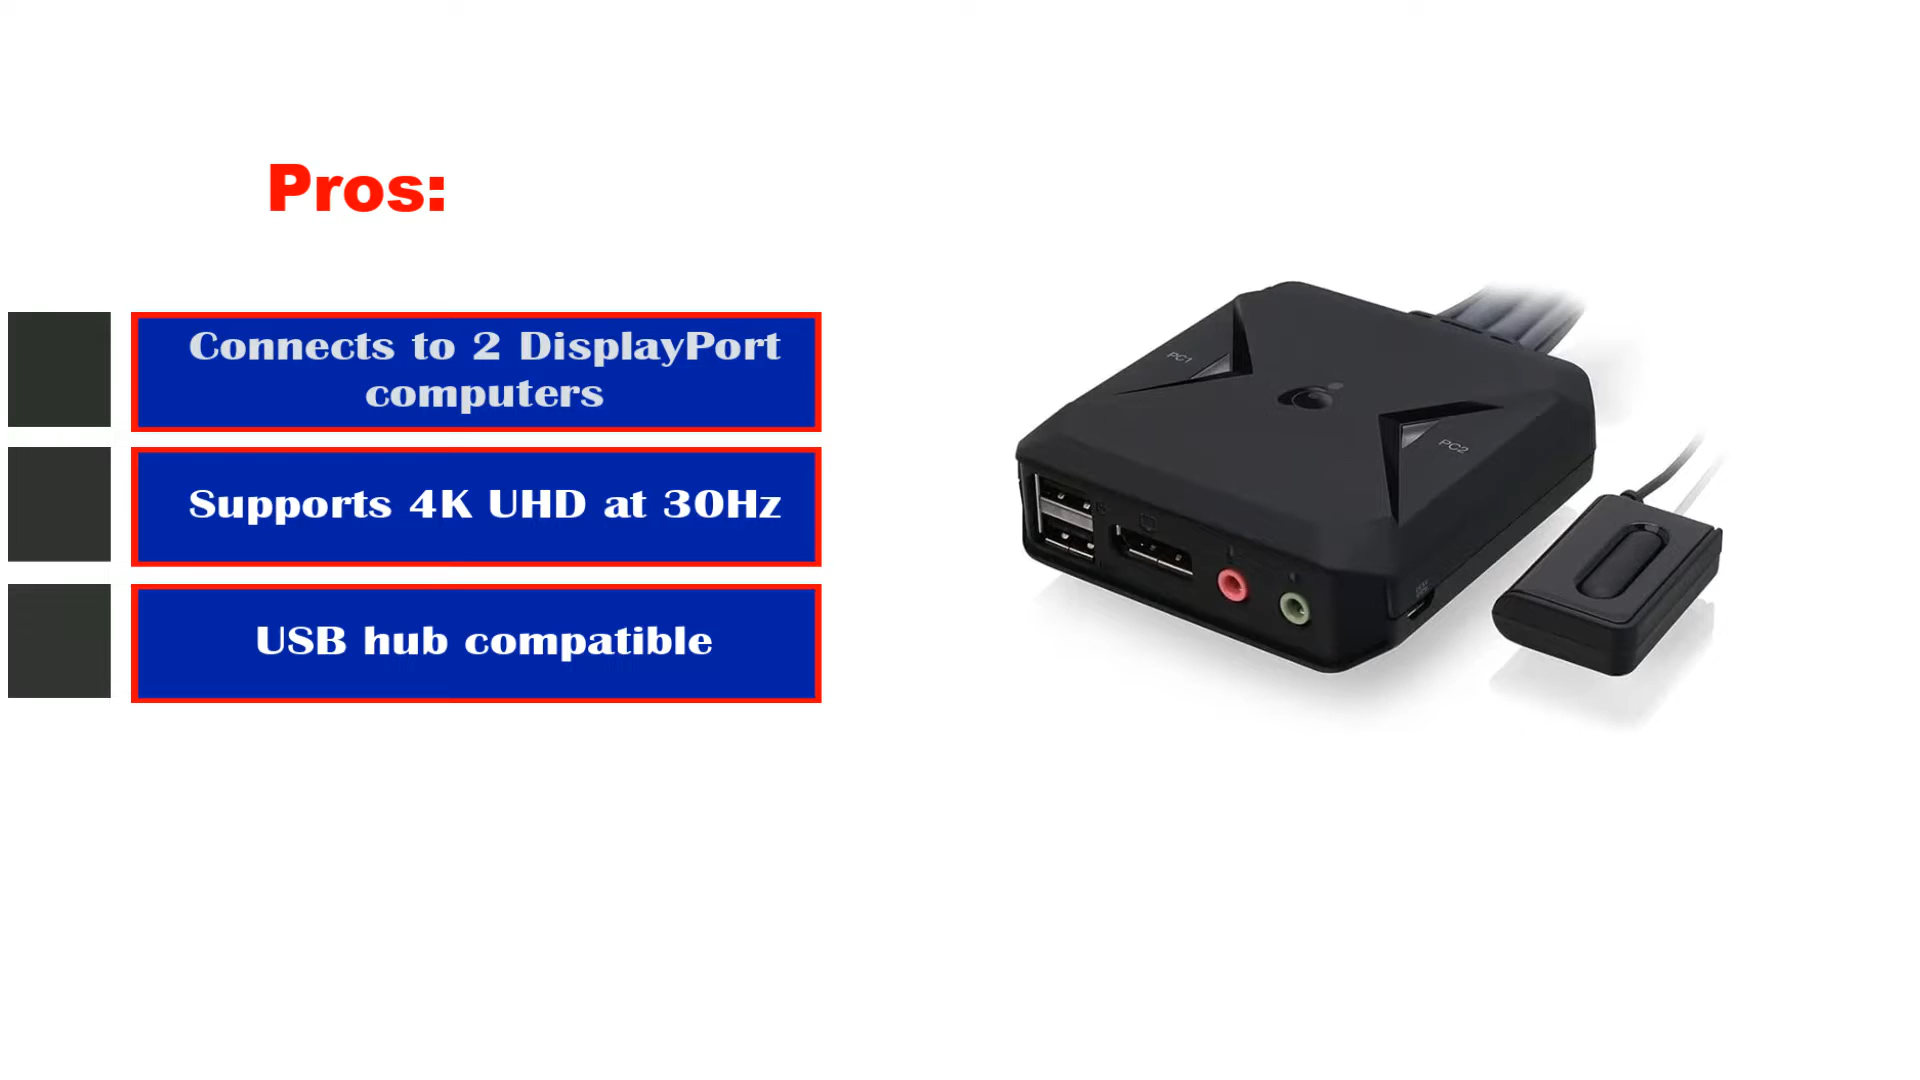 Pros:
Connects to 2 DisplayPort
computers
Supports 4K UHD at 30Hz
USB hub compatible
PC1
PC2